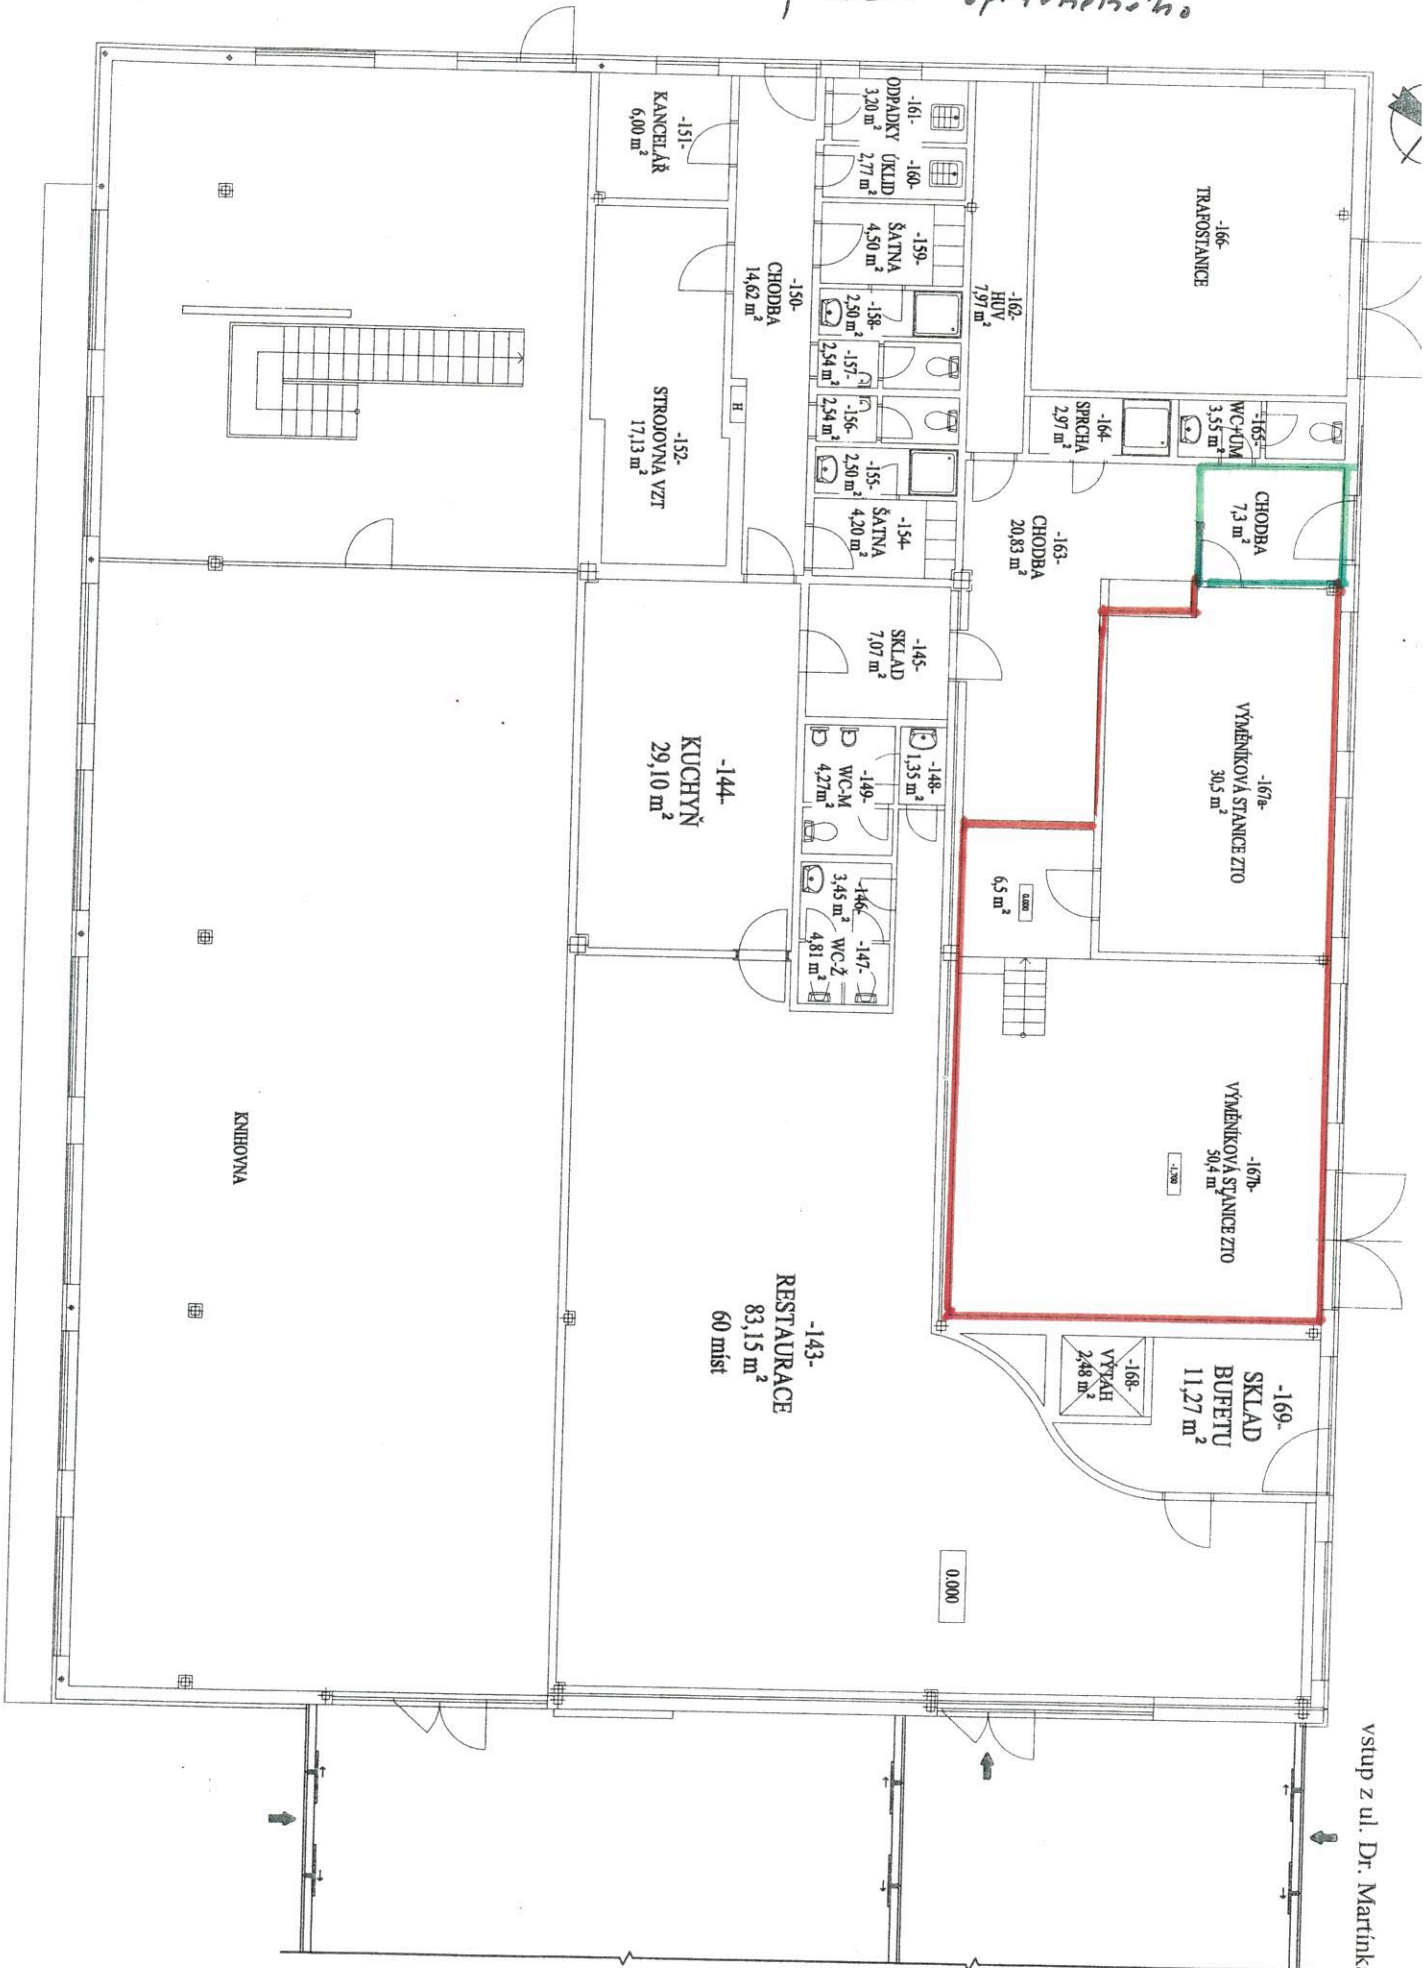 -166-
TRAFOSTANICE
-161-
ODPADKY
3,20 m²
-160-
ÚKLID
2,77 m²
-159-
ŠATNA
4,50 m²
-158-
2,50 m²
-157-
2,54 m²
-156-
2,54 m²
-155-
2,50 m²
-154-
ŠATNA
4,20 m²
-162-
HUV
7,97 m²
-151-
KANCELÁŘ
6,00 m²
-150-
CHODBA
14,62 m²
H
-152-
STROJOVNA VZT
17,13 m²
-165-
WC+UM
3,55 m²
-164-
SPRCHA
2,97 m²
CHODBA
7,3 m²
-163-
CHODBA
20,83 m²
-145-
SKLAD
7,07 m²
-144-
KUCHYŇ
29,10 m²
-148-
1,35 m²
-149-
WC-M
4,27m²
-146-
3,45 m²
-147-
WC-Ž
4,81 m²
-167a-
VÝMĚNÍKOVÁ STANICE ZTO
30,5 m²
0.000
6,5 m²
-167b-
VÝMĚNÍKOVÁ STANICE ZTO
50,4 m²
-1,700
KNIHOVNA
-143-
RESTAURACE
83,15 m²
60 míst
-168-
VÝTAH
2,48 m²
-169-
SKLAD
BUFETU
11,27 m²
0.000
vstup z ul. Dr. Martínk